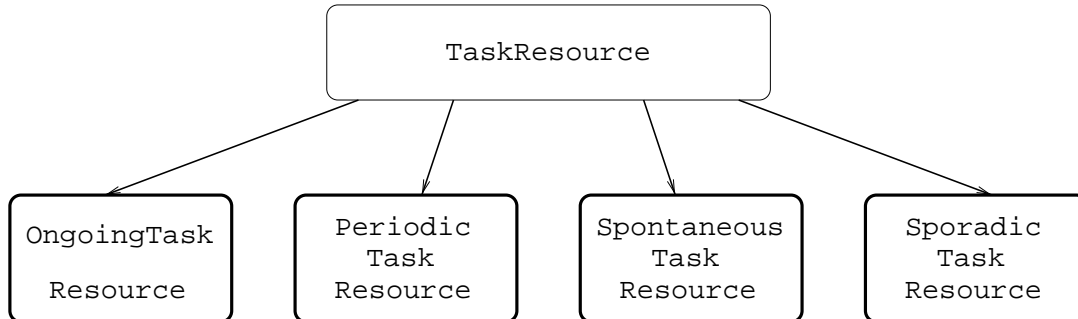 TaskResource
OngoingTask
Resource
Periodic
Task
Resource
Spontaneous
Task
Resource
Sporadic
Task
Resource